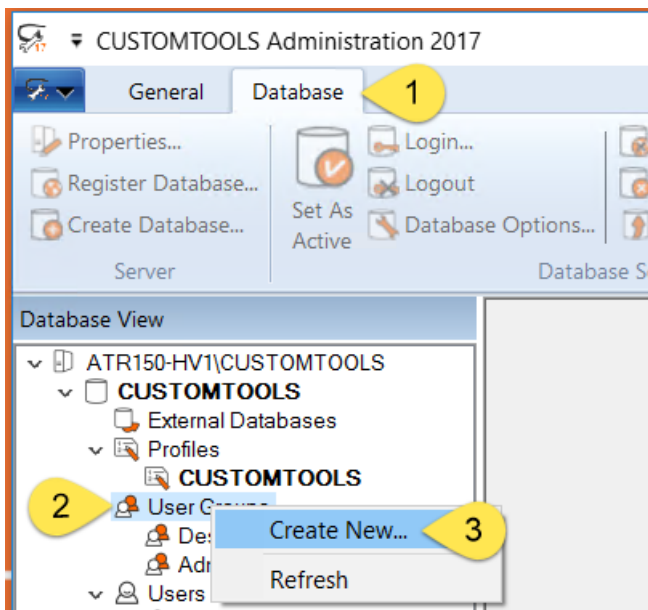 CUSTOMTOOLS Administration 2017
General Database 1
Properties...
Register Database...
Create Database...
Server
Set As
Active
Login...
Logout
Database Options...
Database
Database View
ATR150-HV1\CUSTOMTOOLS
CUSTOMTOOLS
External Databases
Profiles
CUSTOMTOOLS
2 User
Create New... 3
Refresh
Users